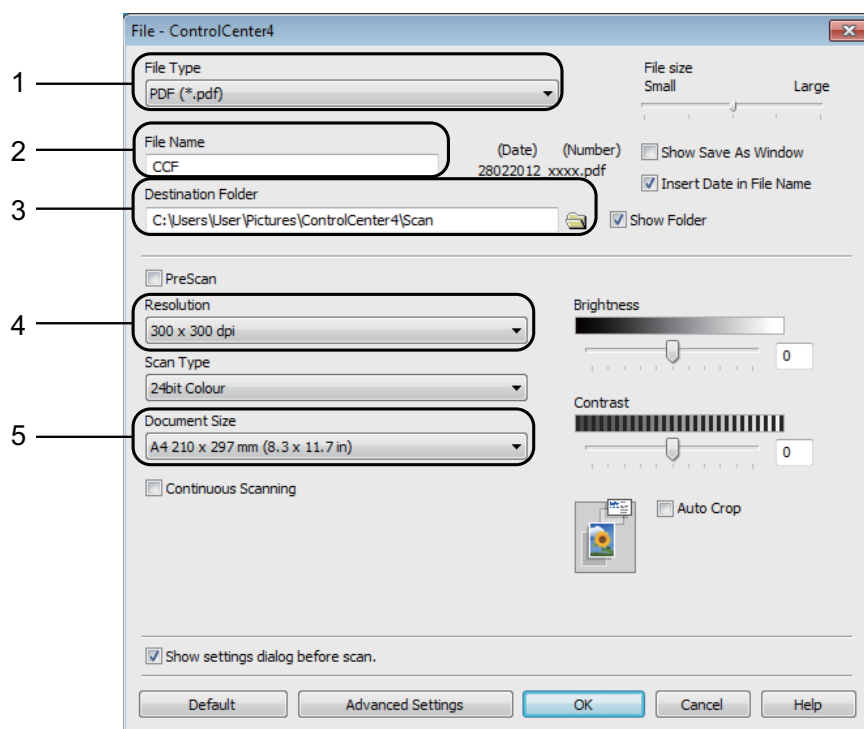 File - ControlCenter4
1
File Type
PDF (*.pdf)
File size
Small Large
2
File Name
CCF
(Date) (Number)
28022012 xxxx.pdf
Show Save As Window
Insert Date in File Name
3
Destination Folder
C:\Users\User\Pictures\ControlCenter4\Scan
Show Folder
PreScan
4
Resolution
300 x 300 dpi
Scan Type
24bit Colour
5
Document Size
A4 210 x 297 mm (8.3 x 11.7 in)
Continuous Scanning
Brightness
0
Contrast
0
Auto Crop
Show settings dialog before scan.
Default Advanced Settings OK Cancel Help